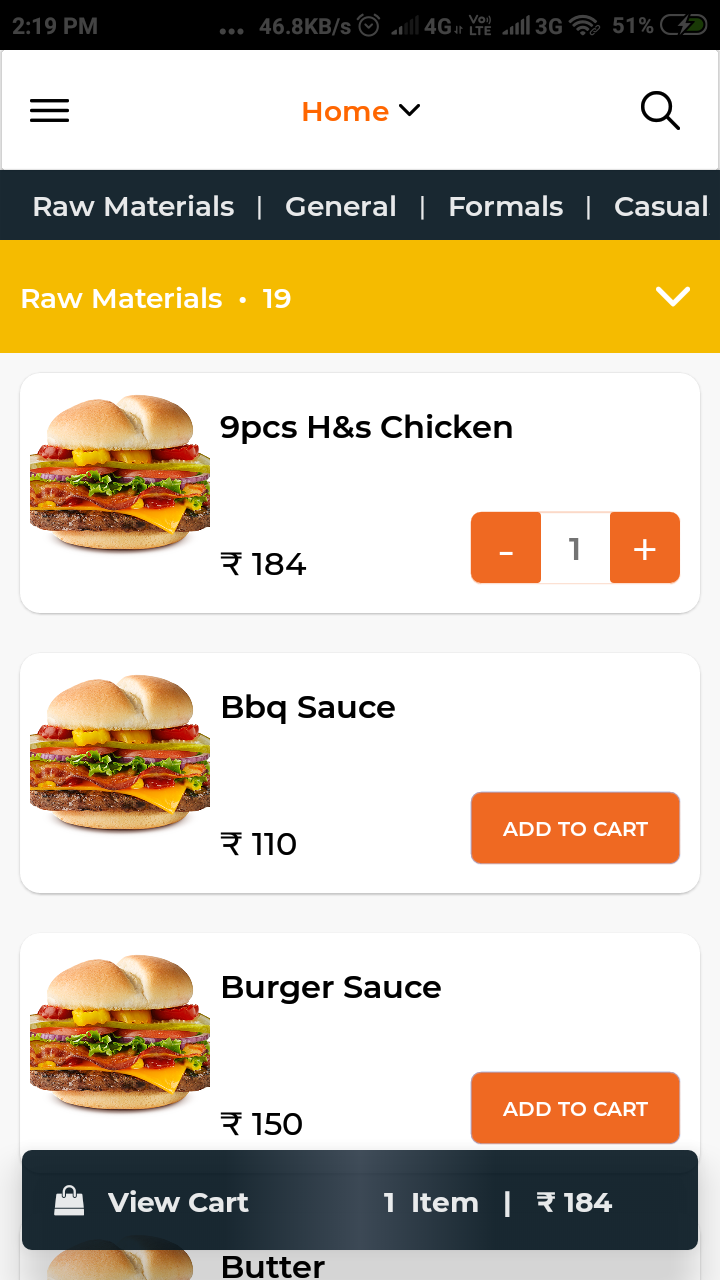 2:19 PM ... 46.8KB/s 4G Vo) LTE 3G 51%
Home
Raw Materials | General | Formals | Casual
Raw Materials • 19
9pcs H&s Chicken
₹ 184
- 1 +
Bbq Sauce
₹ 110
ADD TO CART
Burger Sauce
₹ 150
ADD TO CART
View Cart 1 Item | ₹ 184
Butter